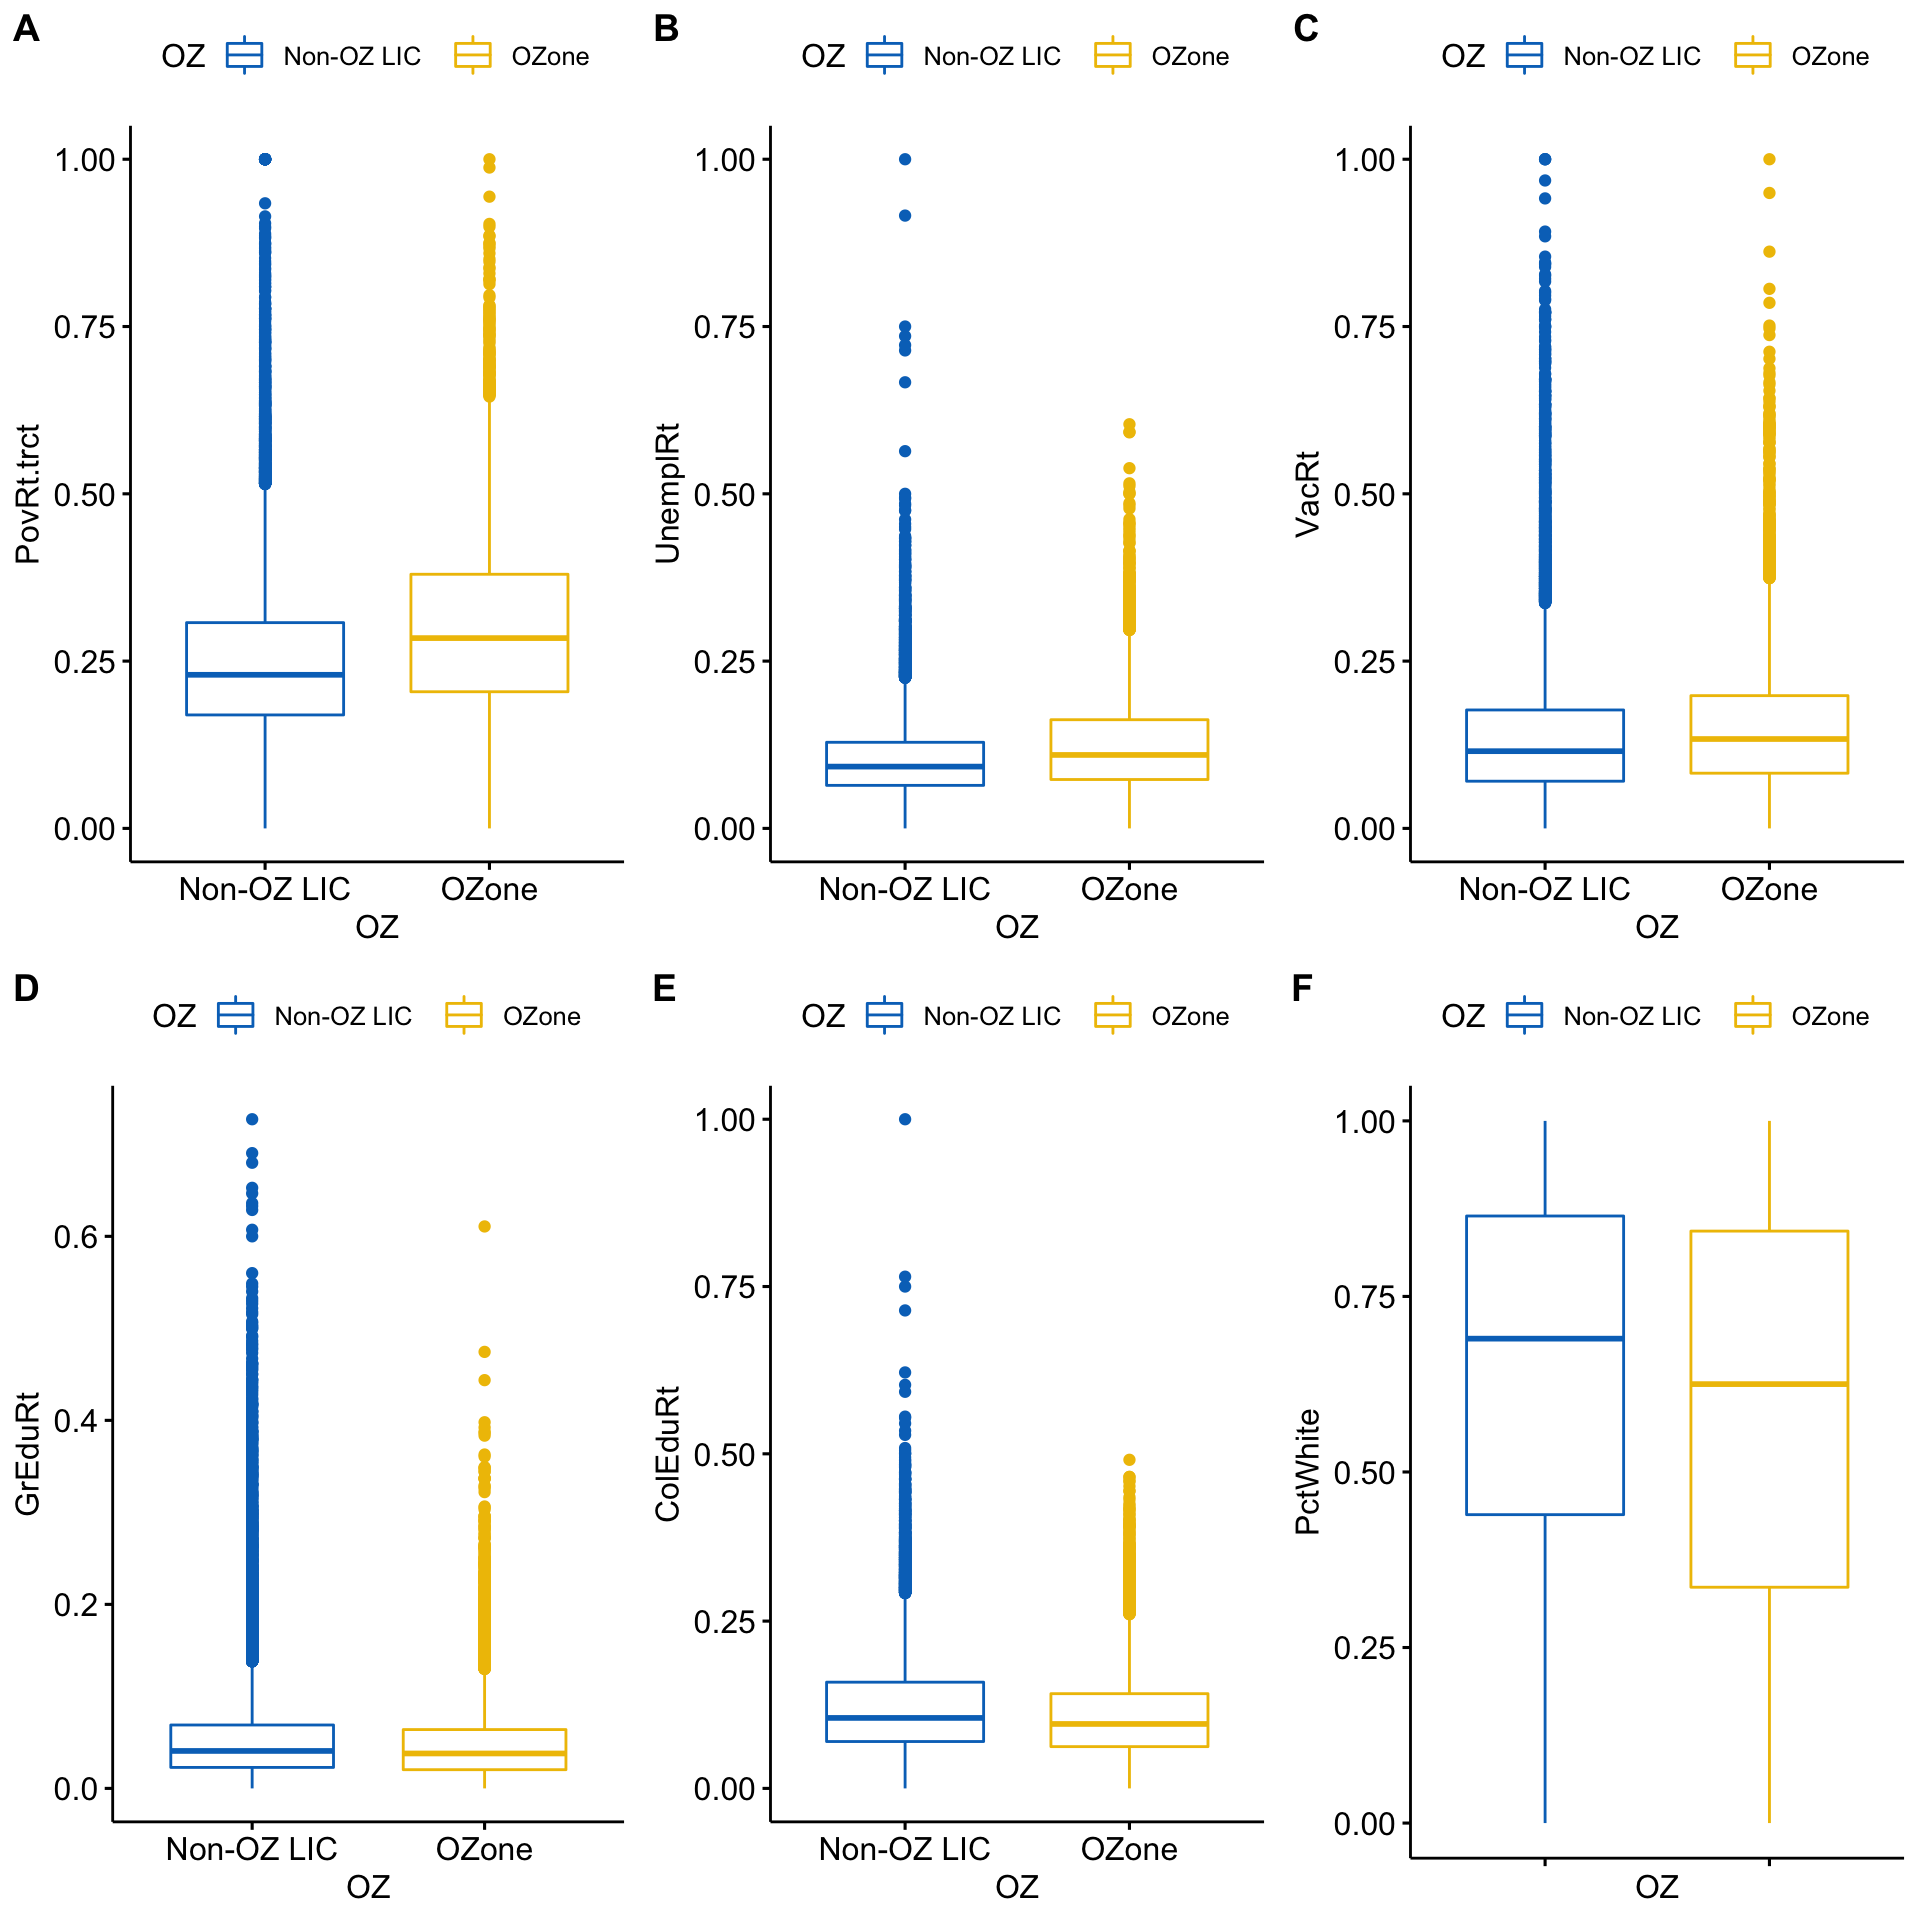 A
OZ Non-OZ LIC OZone
PovRt.trct
1.00
0.75
0.50
0.25
0.00
Non-OZ LIC OZone
OZ
B
OZ Non-OZ LIC OZone
UnemplRt
1.00
0.75
0.50
0.25
0.00
Non-OZ LIC OZone
OZ
C
OZ Non-OZ LIC OZone
VacRt
1.00
0.75
0.50
0.25
0.00
Non-OZ LIC OZone
OZ
D
OZ Non-OZ LIC OZone
GrEduRt
0.6
0.4
0.2
0.0
Non-OZ LIC OZone
OZ
E
OZ Non-OZ LIC OZone
ColEduRt
1.00
0.75
0.50
0.25
0.00
Non-OZ LIC OZone
OZ
F
OZ Non-OZ LIC OZone
PctWhite
1.00
0.75
0.50
0.25
0.00
OZ